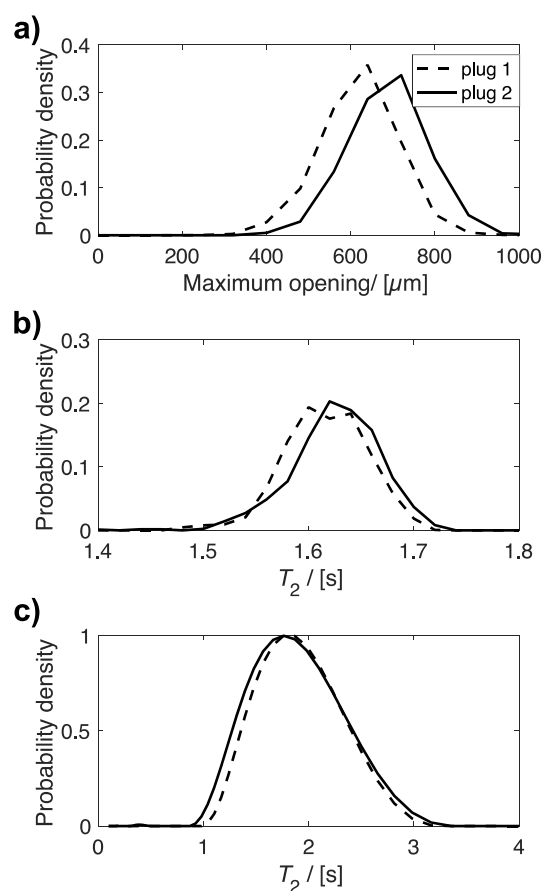 a)
Probability density
0.4
0.3
0.2
0.1
0
plug 1
plug 2
0 200 400 600 800 1000
Maximum opening/ [µm]
b)
Probability density
0.3
0.2
0.1
0
1.4 1.5 1.6 1.7 1.8
T2 / [s]
c)
Probability density
1
0.5
0
0 1 2 3 4
T2 / [s]